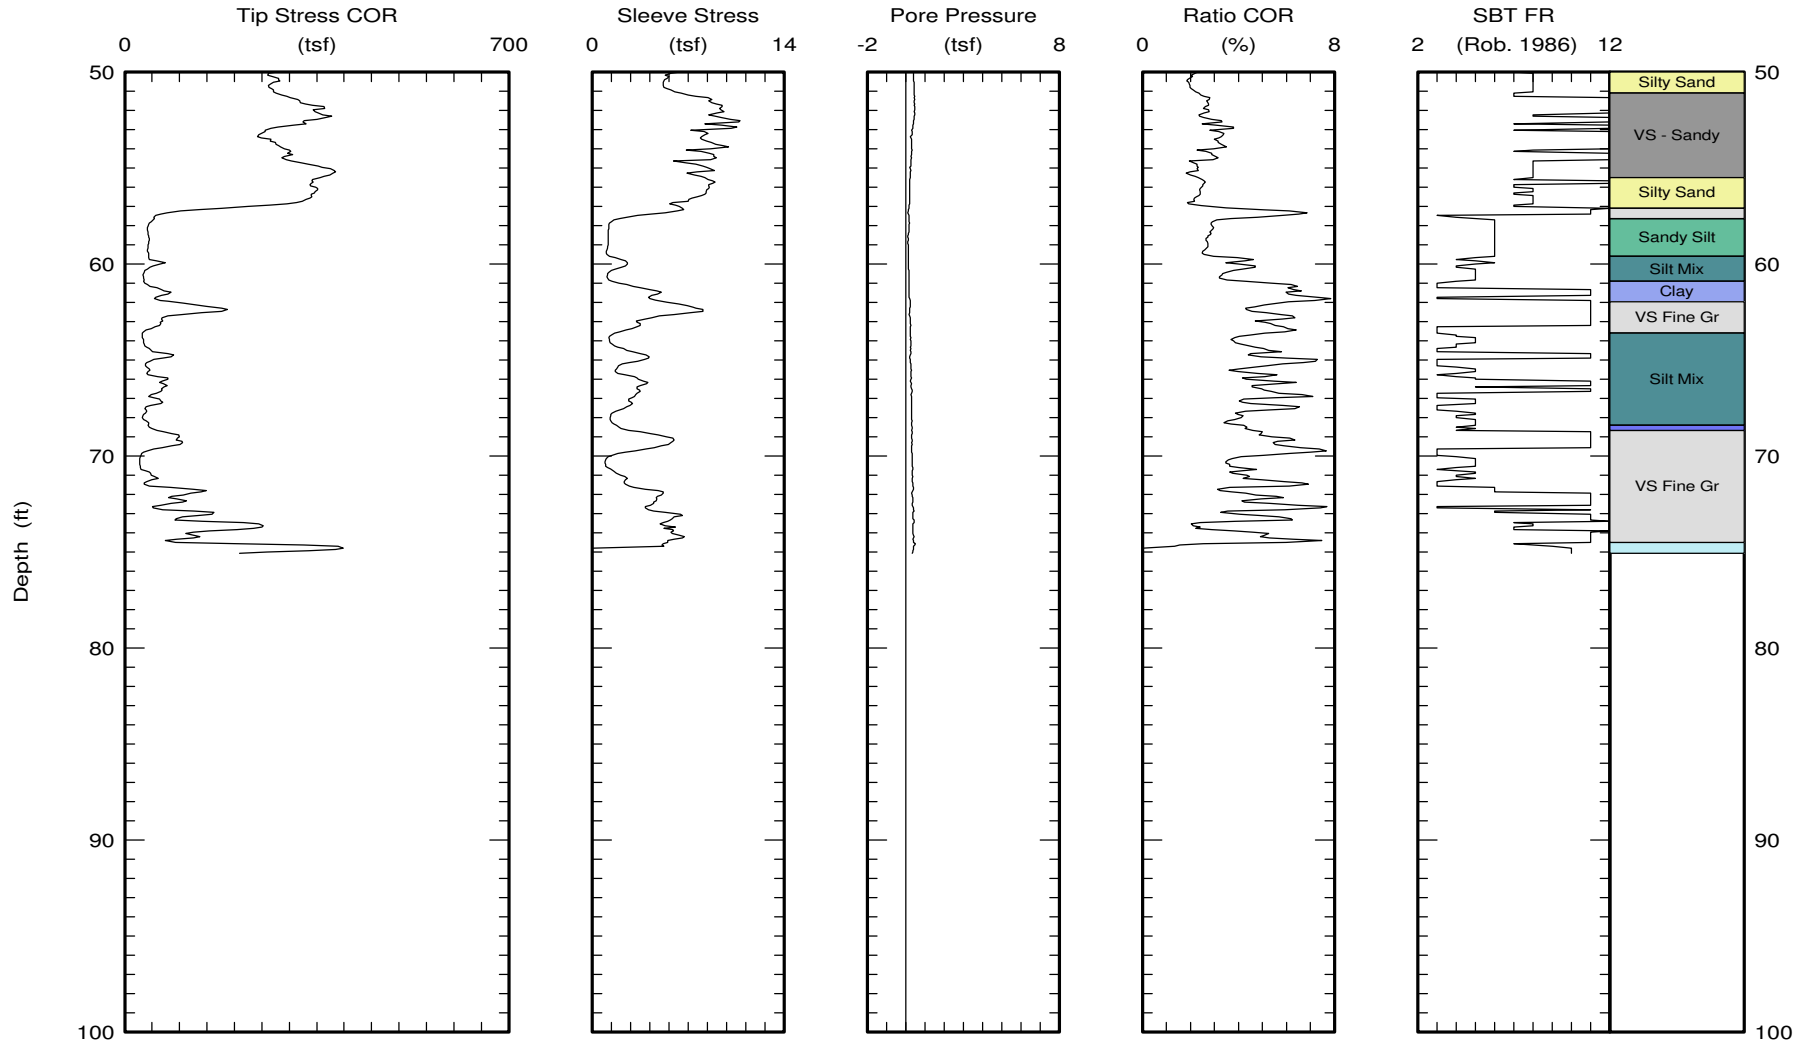 Tip Stress COR Sleeve Stress Pore Pressure Ratio COR SBT FR
0 (tsf) 700 0 (tsf) 14 -2 (tsf) 8 0 (%) 8 2 (Rob. 1986) 12
50 50
Silty Sand
VS - Sandy
Silty Sand
Sandy Silt
60 Silt Mix 60
Clay
VS Fine Gr
Silt Mix
70 70
VS Fine Gr
Depth (ft)
80 80
90 90
100 100